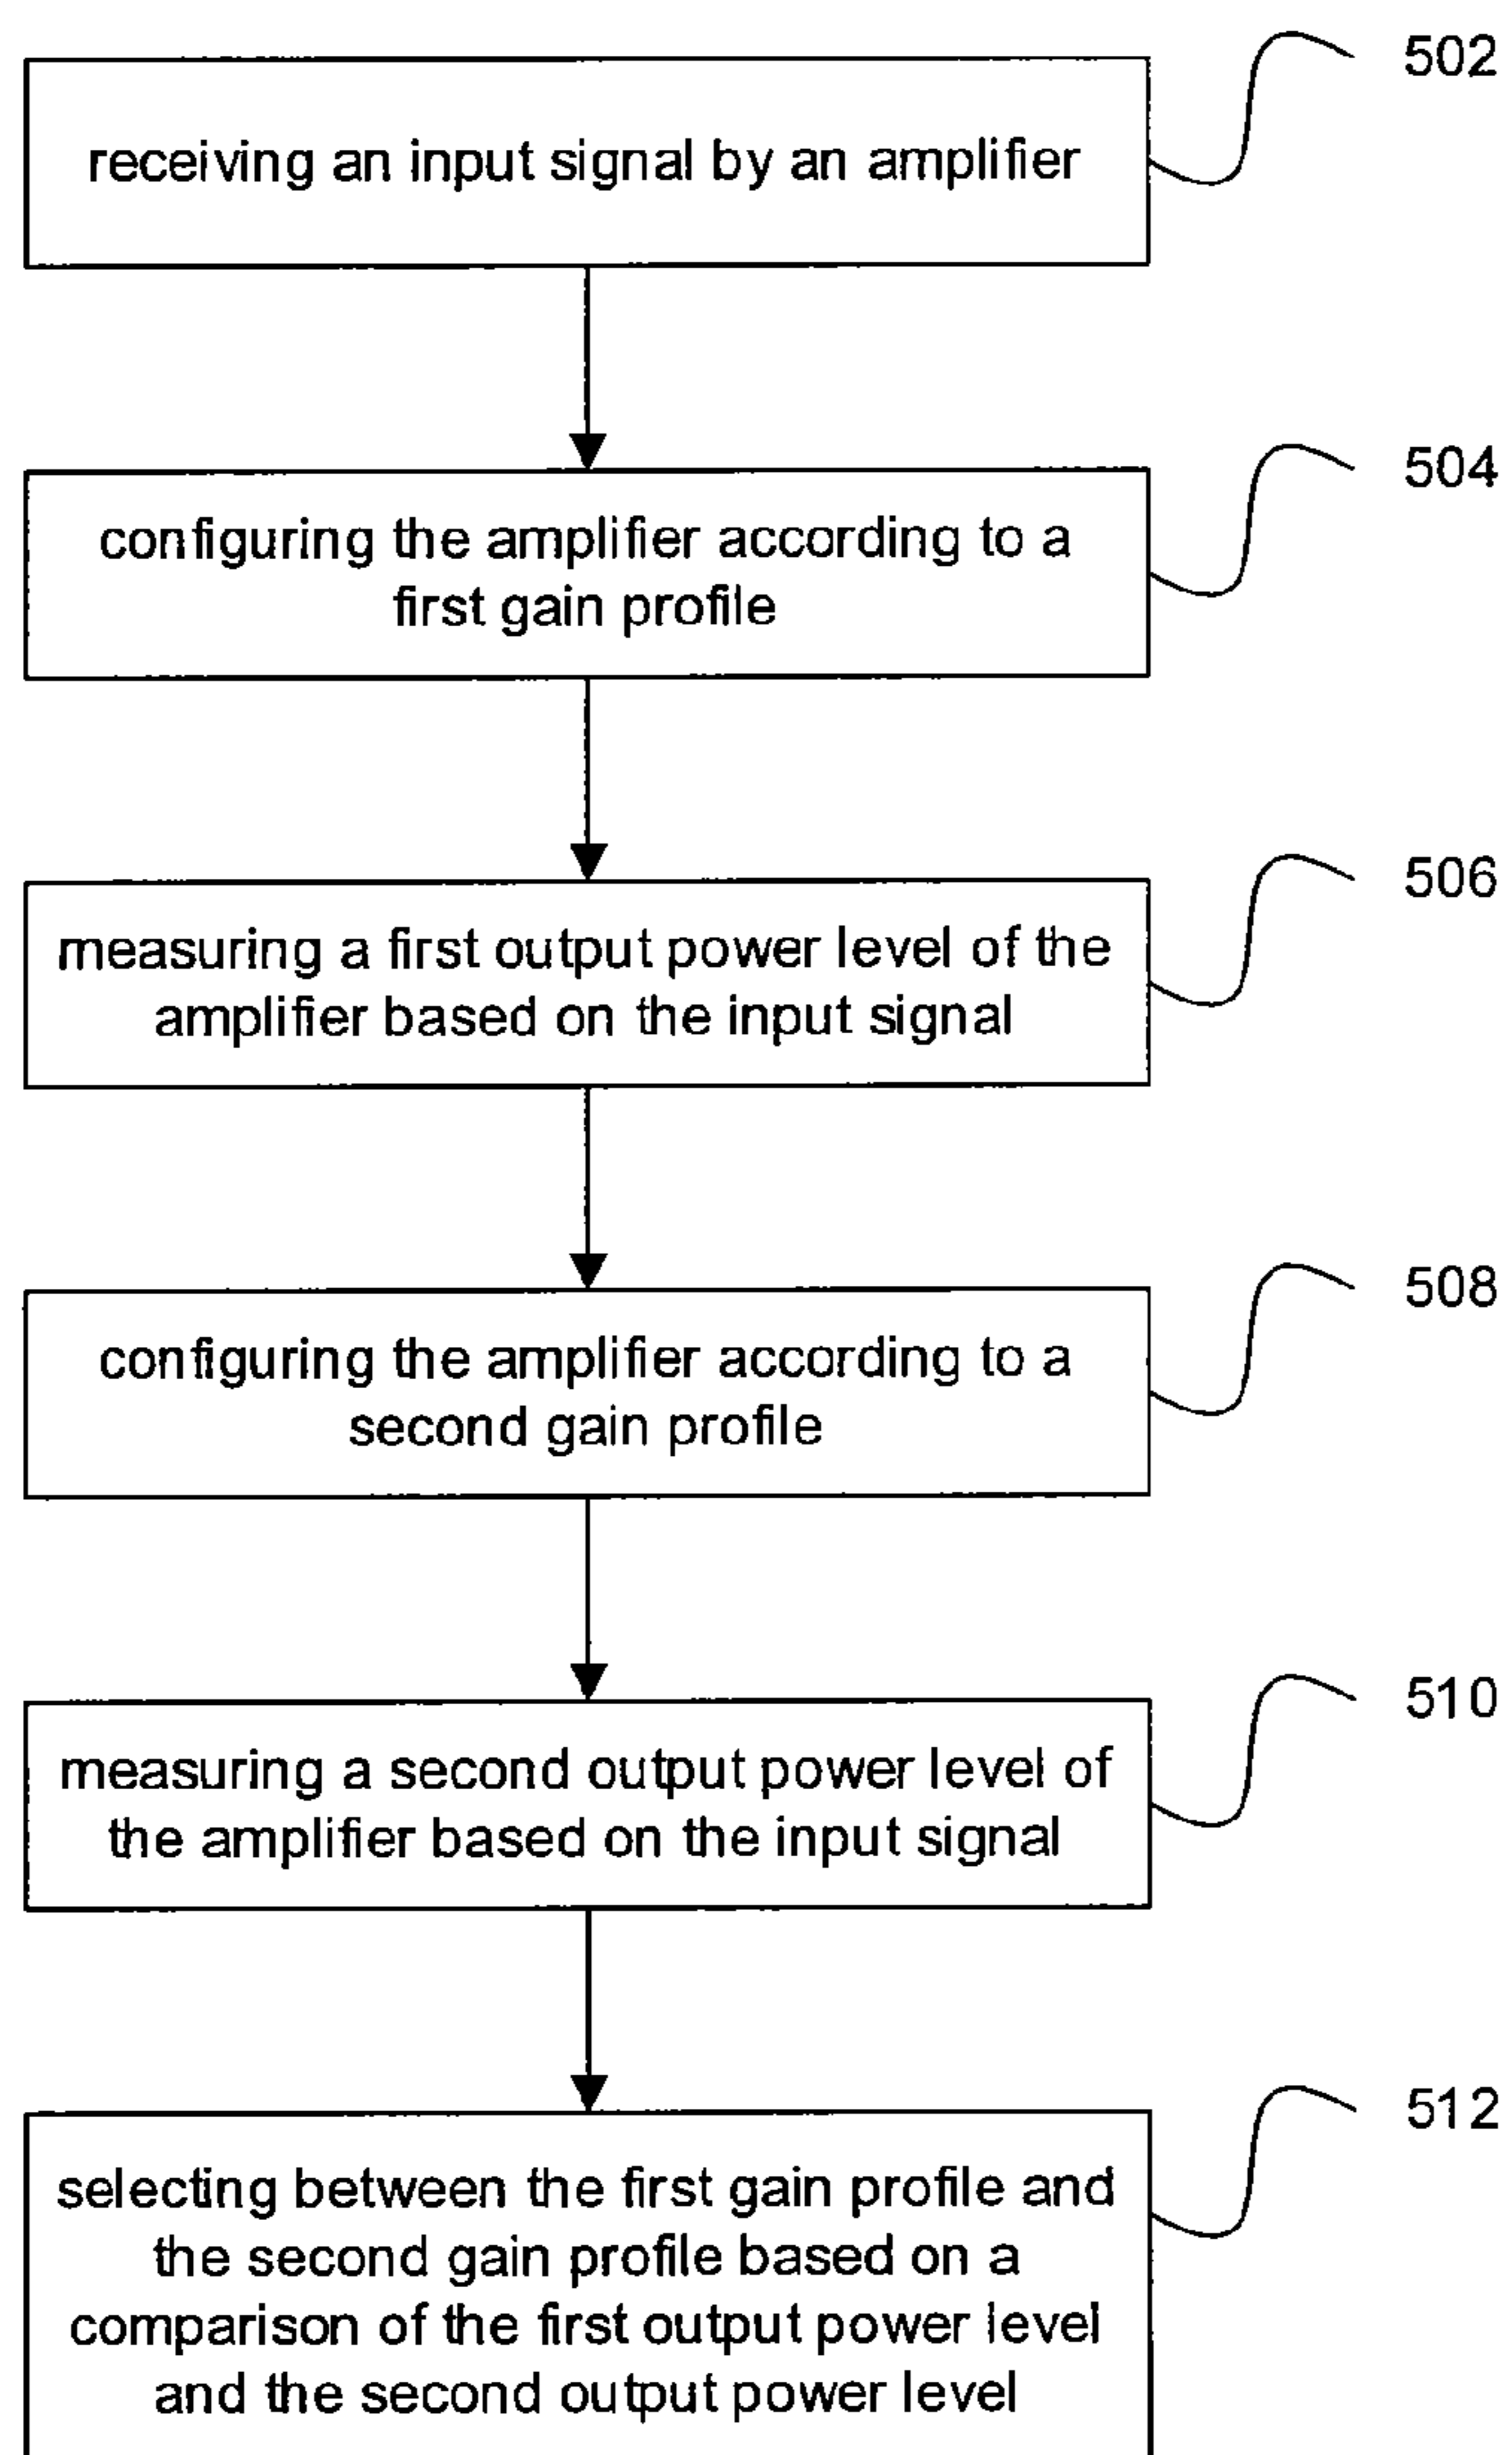 502
receiving an input signal by an amplifier
504
configuring the amplifier according to a
first gain profile
506
measuring a first output power level of the
amplifier based on the input signal
508
configuring the amplifier according to a
second gain profile
510
measuring a second output power level of
the amplifier based on the input signal
512
selecting between the first gain profile and
the second gain profile based on a
comparison of the first output power level
and the second output power level